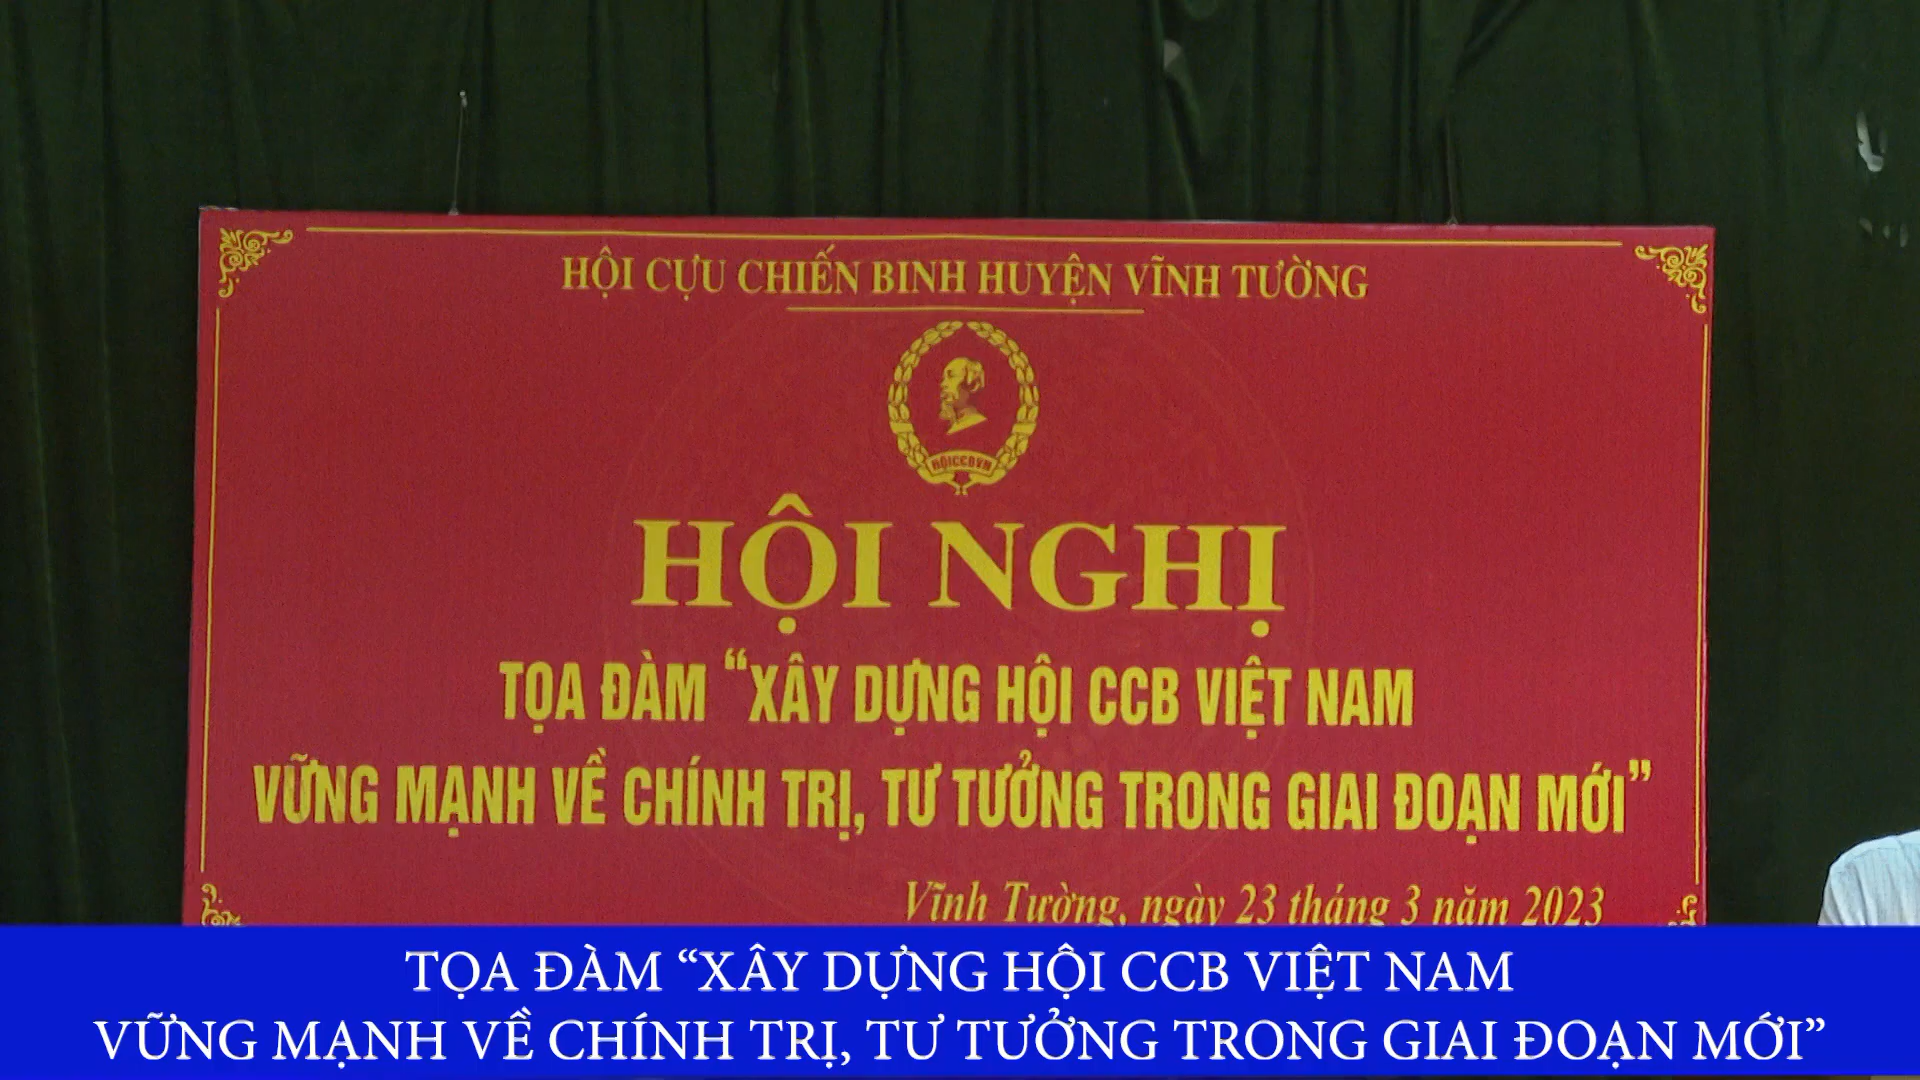 HỘI CỰU CHIẾN BINH HUYỆN VĨNH TƯỜNG
HỘICCBVN
HỘI NGHỊ
TỌA ĐÀM “XÂY DỰNG HỘI CCB VIỆT NAM
VỮNG MẠNH VỀ CHÍNH TRỊ, TƯ TƯỞNG TRONG GIAI ĐOẠN MỚI”
Vĩnh Tường, ngày 23 tháng 3 năm 2023
TỌA ĐÀM “XÂY DỰNG HỘI CCB VIỆT NAM
VỮNG MẠNH VỀ CHÍNH TRỊ, TƯ TƯỞNG TRONG GIAI ĐOẠN MỚI”